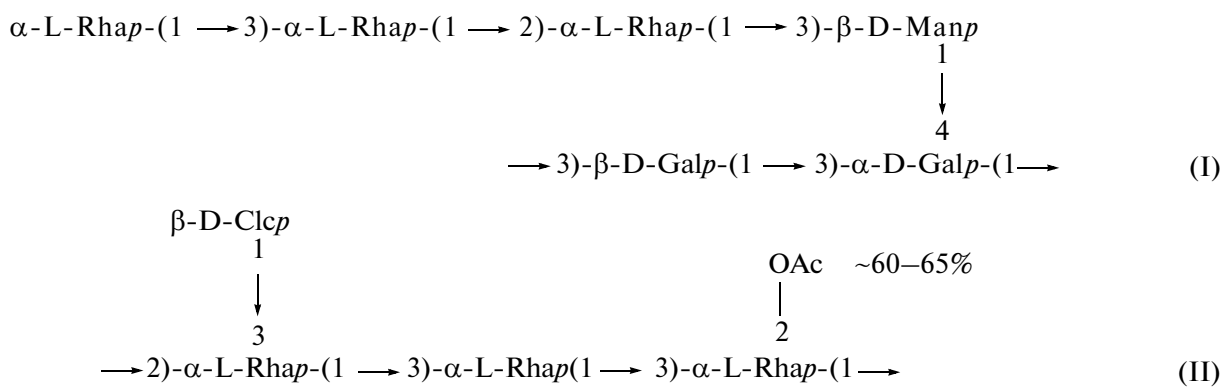 α-L-Rhap-(1 → 3)-α-L-Rhap-(1 → 2)-α-L-Rhap-(1 → 3)-β-D-Manp
1
↓
4
→ 3)-β-D-Galp-(1 → 3)-α-D-Galp-(1 → (I)
β-D-Clcp
1
OAc ~60–65%
↓
3
2
→ 2)-α-L-Rhap-(1 → 3)-α-L-Rhap(1 → 3)-α-L-Rhap-(1 → (II)